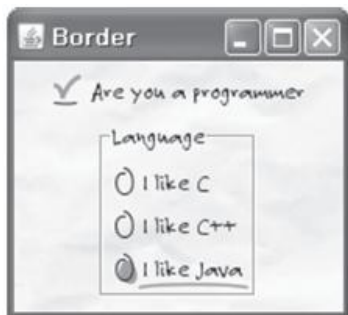 Border
Are you a programmer
Language
I like C
I like C++
I like Java